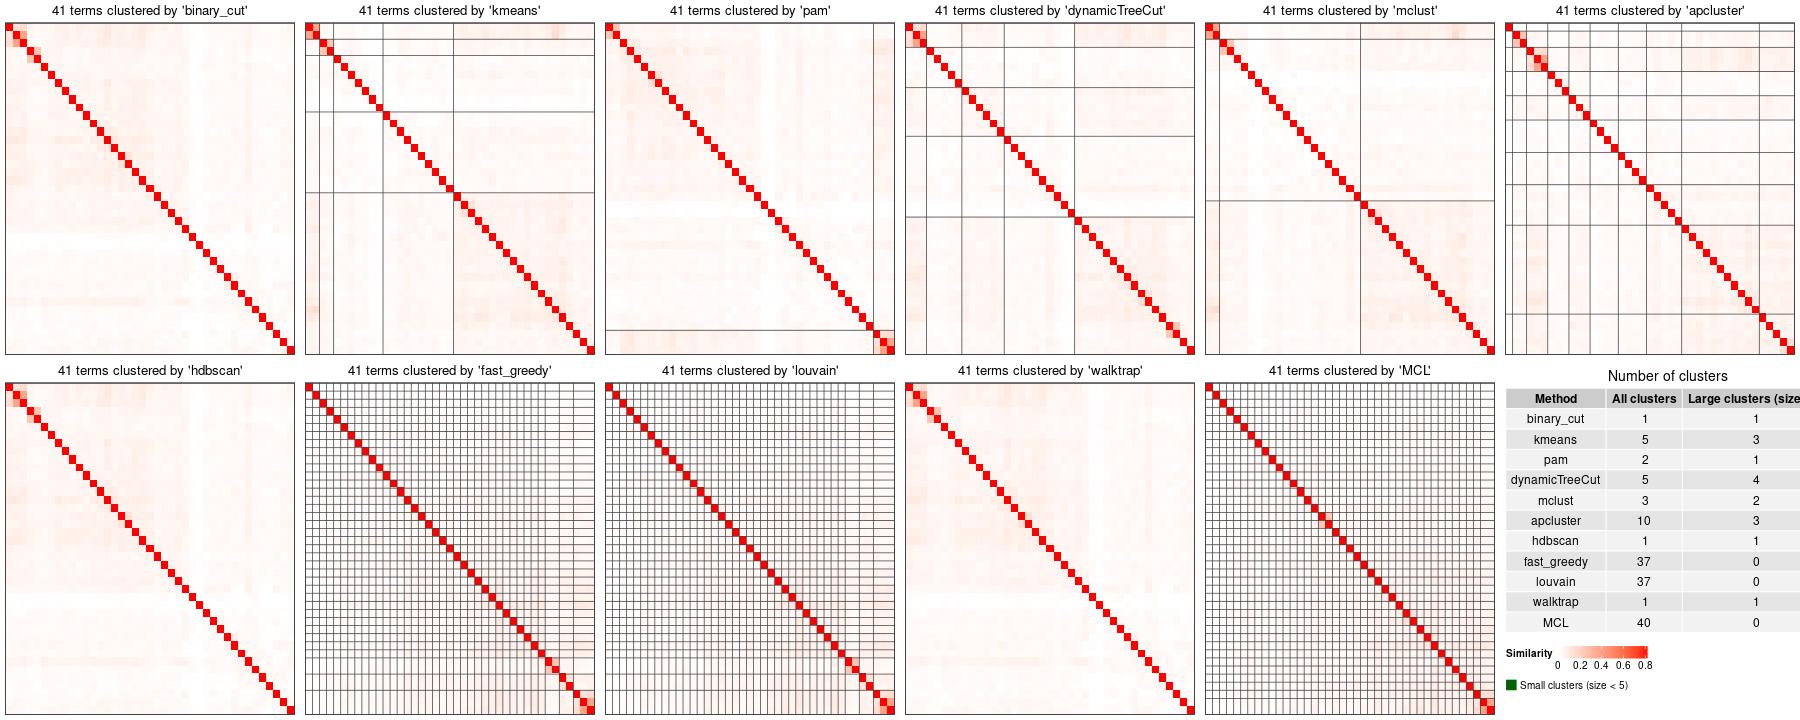 41 terms clustered by 'binary_cut'
41 terms clustered by 'kmeans'
41 terms clustered by 'pam'
41 terms clustered by 'dynamicTreeCut'
41 terms clustered by 'mclust'
41 terms clustered by 'apcluster'
41 terms clustered by 'hdbscan'
41 terms clustered by 'fast_greedy'
41 terms clustered by 'louvain'
41 terms clustered by 'walktrap'
41 terms clustered by 'MCL'
Number of clusters
Method All clusters Large clusters (size
binary_cut 1 1
kmeans 5 3
pam 2 1
dynamicTreeCut 5 4
mclust 3 2
apcluster 10 3
hdbscan 1 1
fast_greedy 37 0
louvain 37 0
walktrap 1 1
MCL 40 0
Similarity
0 0.2 0.4 0.6 0.8
Small clusters (size < 5)